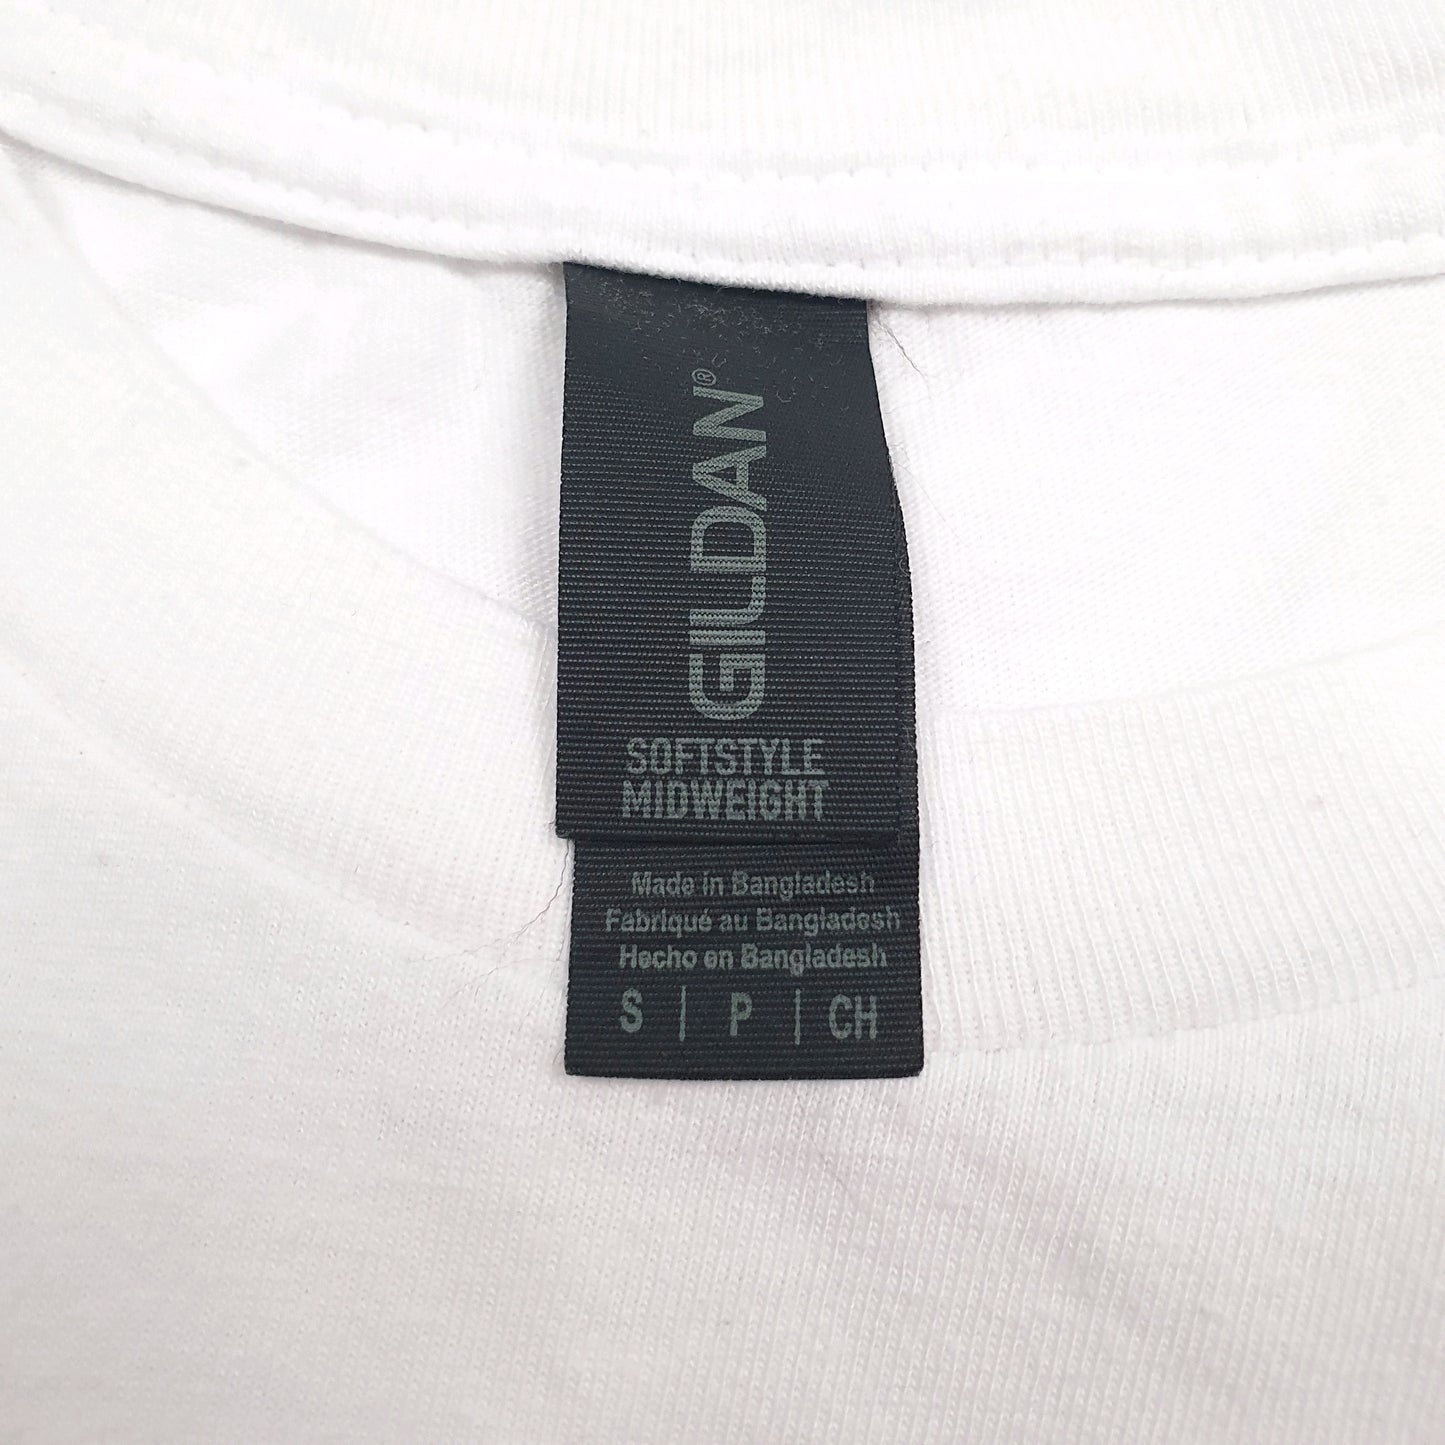 GILDAN®
SOFTSTYLE
MIDWEIGHT
Made in Bangladesh
Fabriqué au Bangladesh
Hecho en Bangladesh
S | P | CH